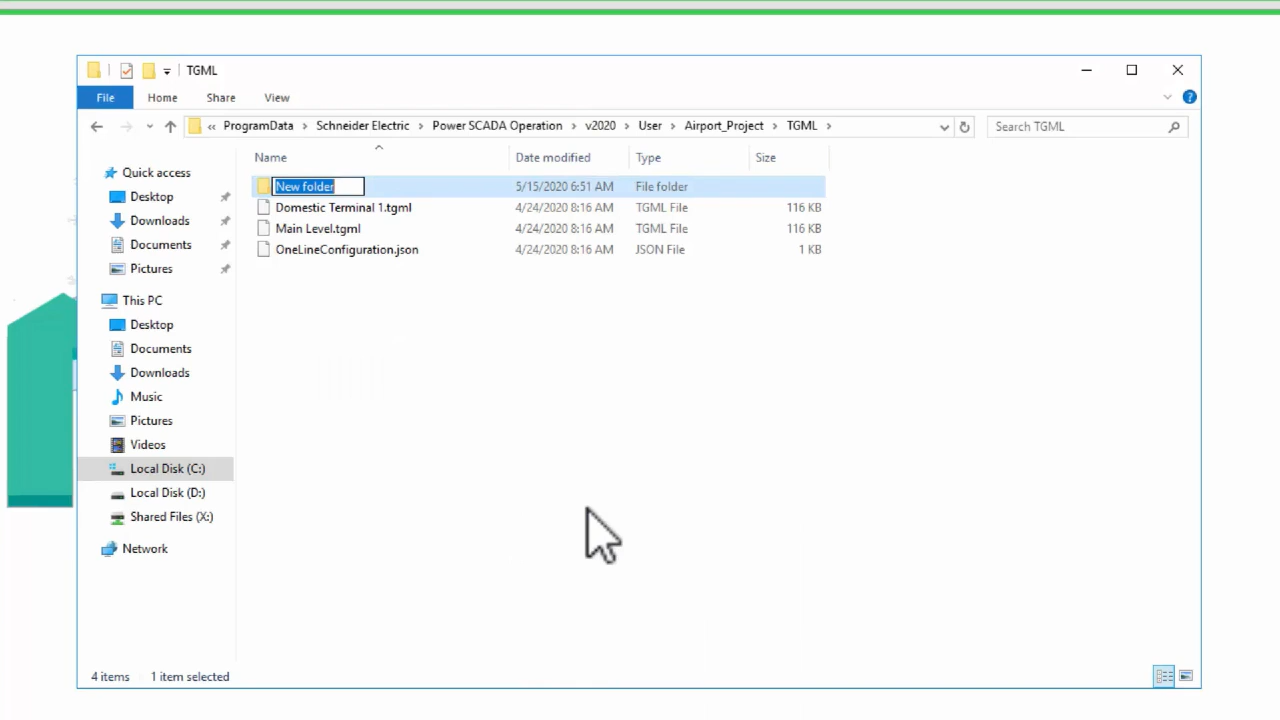 TGML
File Home Share View
« ProgramData › Schneider Electric › Power SCADA Operation › v2020 › User › Airport_Project › TGML ›
Search TGML
Name Date modified Type Size
New folder 5/15/2020 6:51 AM File folder
Domestic Terminal 1.tgml 4/24/2020 8:16 AM TGML File 116 KB
Main Level.tgml 4/24/2020 8:16 AM TGML File 116 KB
OneLineConfiguration.json 4/24/2020 8:16 AM JSON File 1 KB
Quick access
Desktop
Downloads
Documents
Pictures
This PC
Desktop
Documents
Downloads
Music
Pictures
Videos
Local Disk (C:)
Local Disk (D:)
Shared Files (X:)
Network
4 items 1 item selected